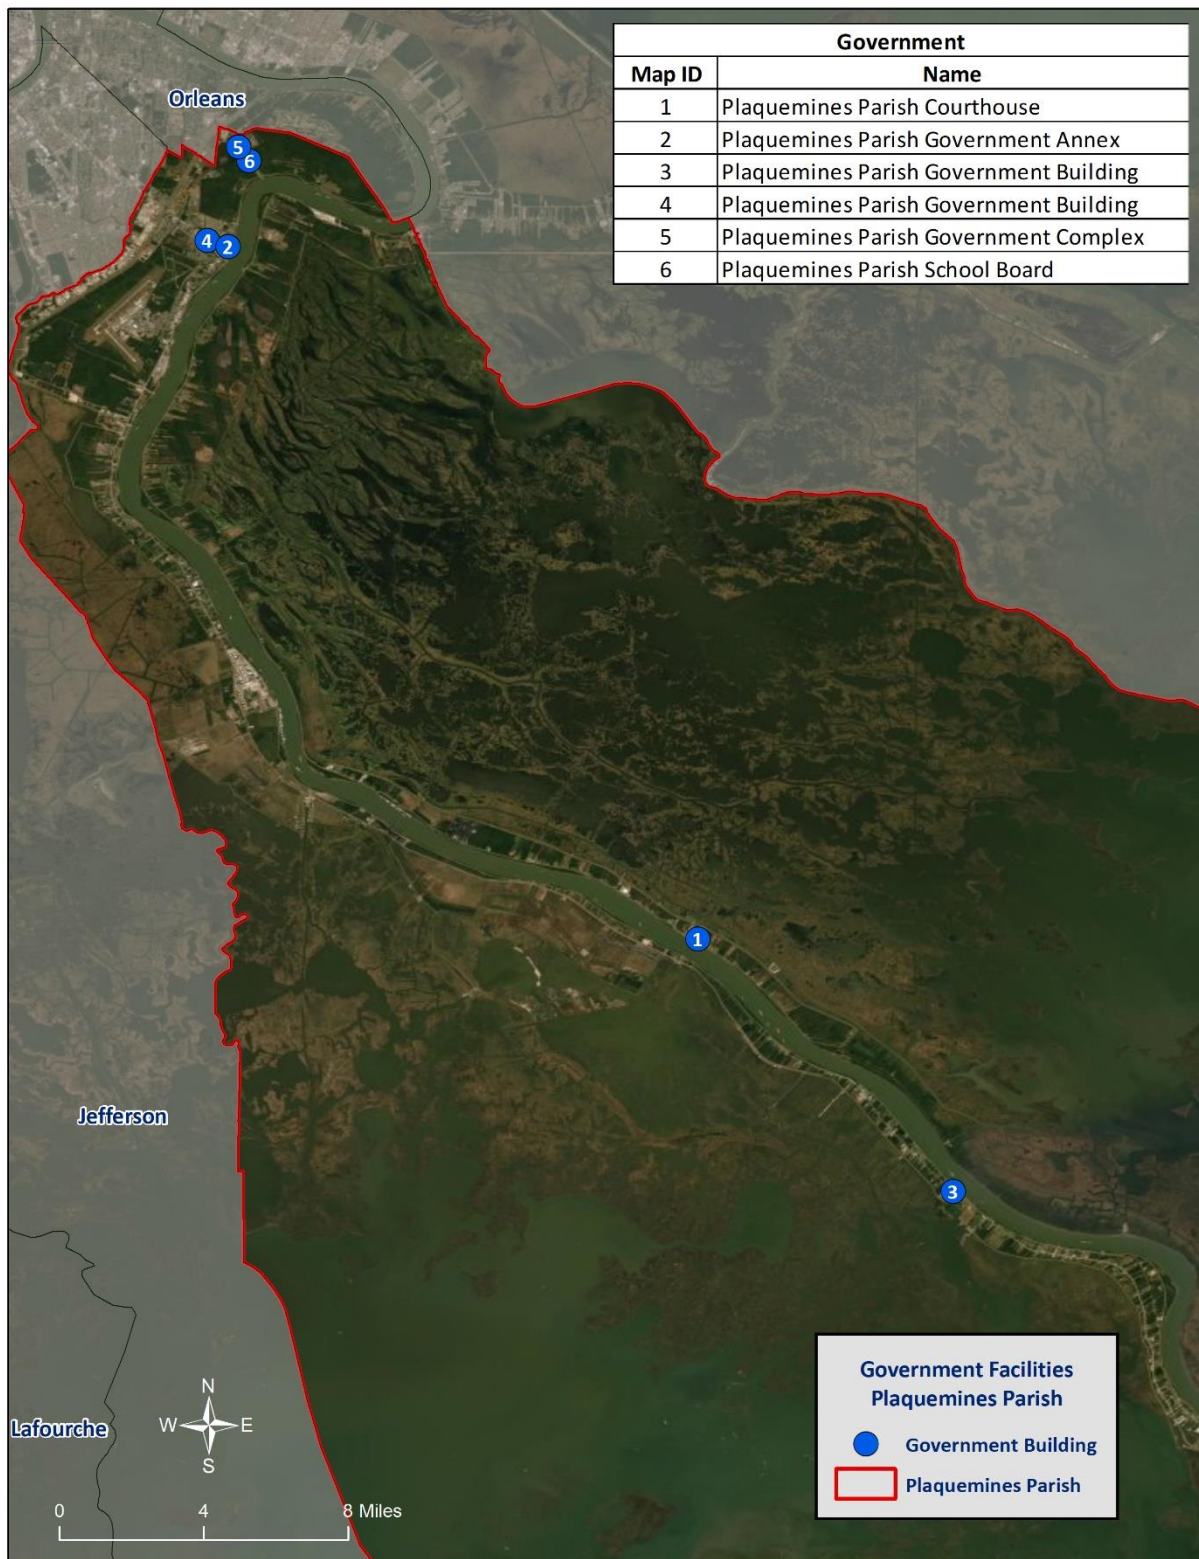 Government
Map ID Name
1 Plaquemines Parish Courthouse
2 Plaquemines Parish Government Annex
3 Plaquemines Parish Government Building
4 Plaquemines Parish Government Building
5 Plaquemines Parish Government Complex
6 Plaquemines Parish School Board
Orleans
5
6
4
2
1
Jefferson
3
Lafourche
N
W E
S
0 4 8 Miles
Government Facilities
Plaquemines Parish
Government Building
Plaquemines Parish